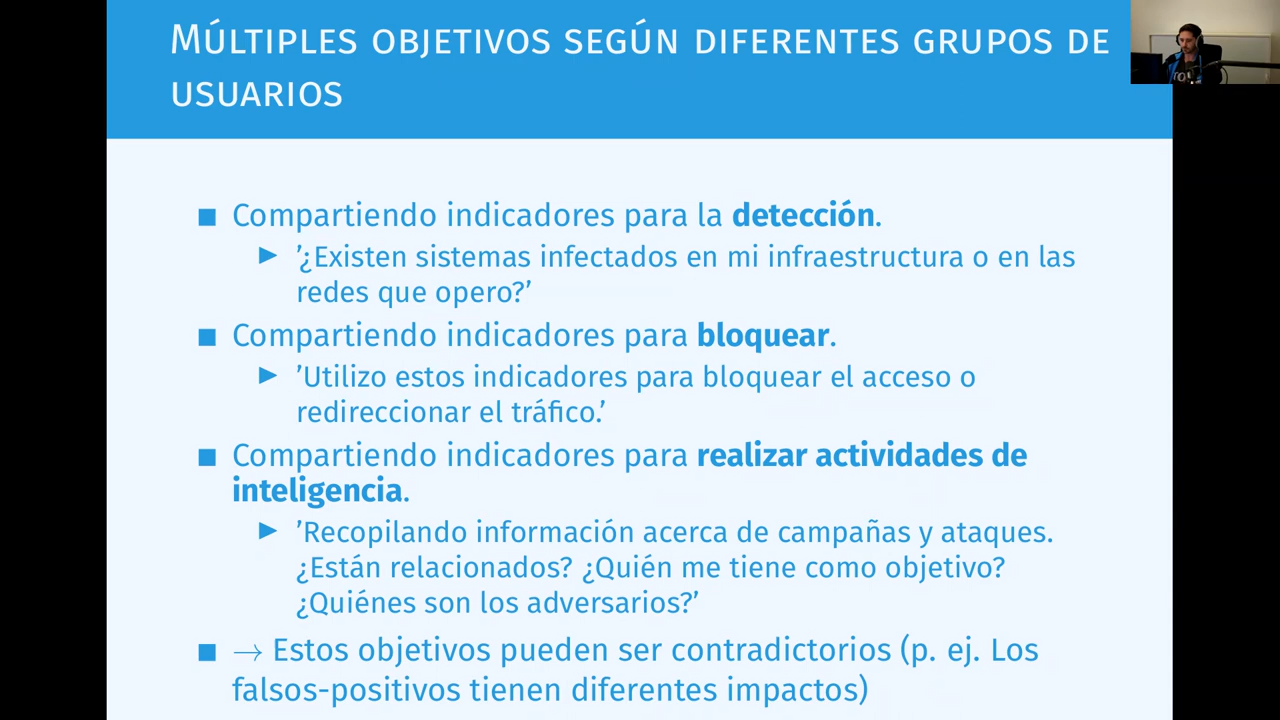 MÚLTIPLES OBJETIVOS SEGÚN DIFERENTES GRUPOS DE
USUARIOS
■ Compartiendo indicadores para la detección.
▶ ’¿Existen sistemas infectados en mi infraestructura o en las
redes que opero?’
■ Compartiendo indicadores para bloquear.
▶ ’Utilizo estos indicadores para bloquear el acceso o
redireccionar el tráfico.’
■ Compartiendo indicadores para realizar actividades de
inteligencia.
▶ ’Recopilando información acerca de campañas y ataques.
¿Están relacionados? ¿Quién me tiene como objetivo?
¿Quiénes son los adversarios?’
■ → Estos objetivos pueden ser contradictorios (p. ej. Los
falsos-positivos tienen diferentes impactos)